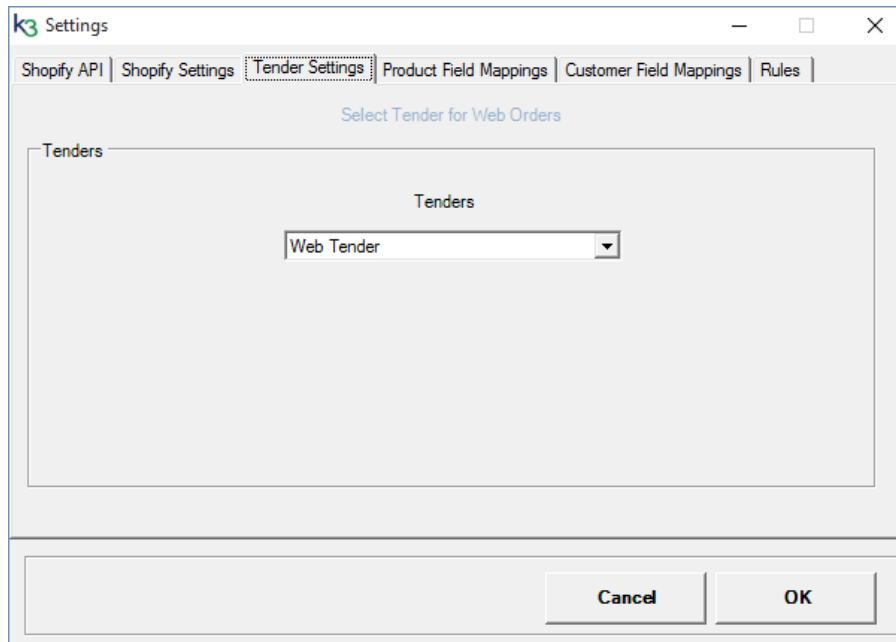 k3 Settings
Shopify API Shopify Settings Tender Settings Product Field Mappings Customer Field Mappings Rules
Select Tender for Web Orders
Tenders
Tenders
Web Tender
Cancel OK